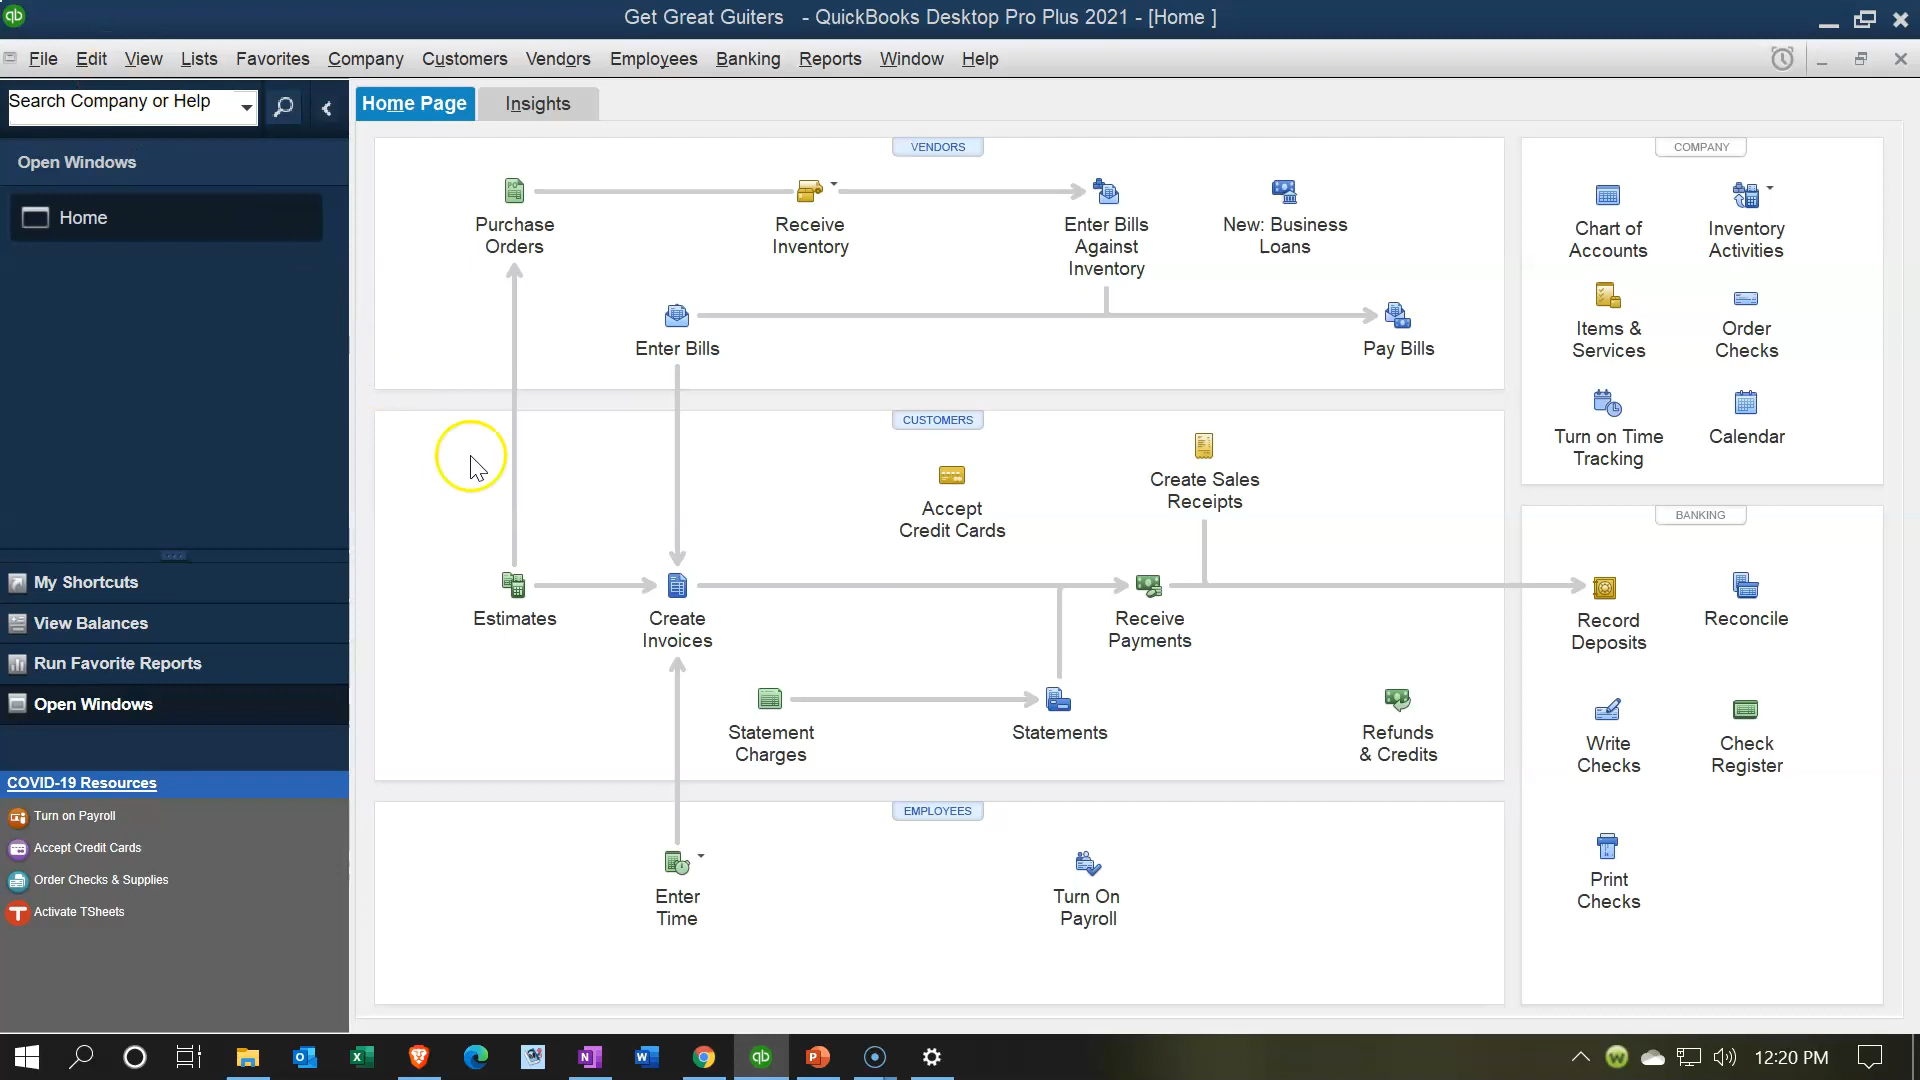 qb
Get Great Guiters - QuickBooks Desktop Pro Plus 2021 - [Home ]
File Edit View Lists Favorites Company Customers Vendors Employees Banking Reports Window Help
Search Company or Help
Home Page Insights
Open Windows
Home
VENDORS
Purchase
Orders
Receive
Inventory
Enter Bills
Against
Inventory
New: Business
Loans
Enter Bills
Pay Bills
CUSTOMERS
Accept
Credit Cards
Create Sales
Receipts
Estimates
Create
Invoices
Receive
Payments
Statement
Charges
Statements
Refunds
& Credits
EMPLOYEES
Enter
Time
Turn On
Payroll
COMPANY
Chart of
Accounts
Inventory
Activities
Items &
Services
Order
Checks
Turn on Time
Tracking
Calendar
BANKING
Record
Deposits
Reconcile
Write
Checks
Check
Register
Print
Checks
My Shortcuts
View Balances
Run Favorite Reports
Open Windows
COVID-19 Resources
Turn on Payroll
Accept Credit Cards
Order Checks & Supplies
Activate TSheets
12:20 PM